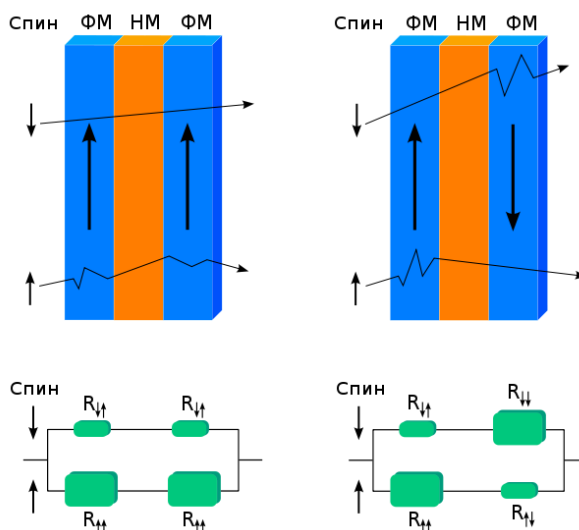 Спин ФМ НМ ФМ
Спин ФМ НМ ФМ
Спин
R↓↑ R↓↑
R↑↑ R↑↑
Спин
R↓↑ R↓↓
R↑↑ R↑↓